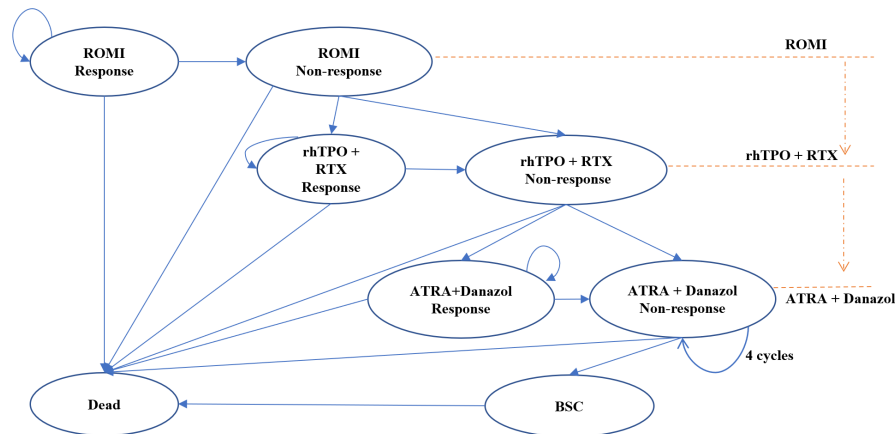 ROMI
Response
ROMI
Non-response
ROMI
rhTPO +
RTX
Response
rhTPO + RTX
Non-response
rhTPO + RTX
ATRA+Danazol
Response
ATRA + Danazol
Non-response
ATRA + Danazol
4 cycles
Dead
BSC